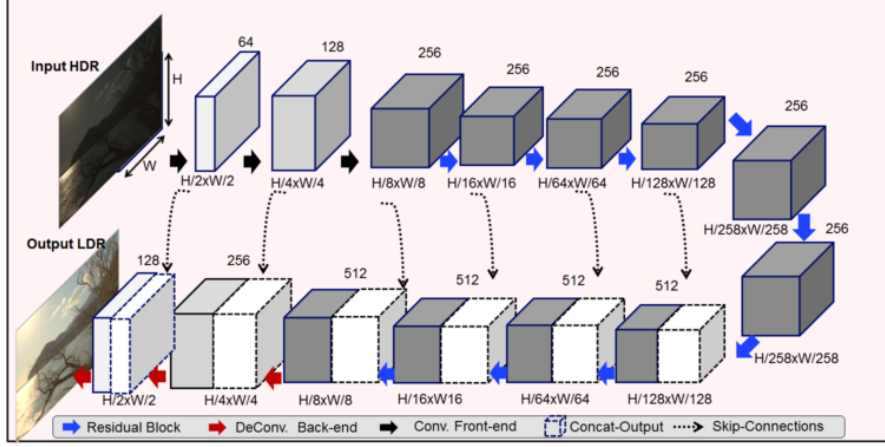 64
128
256
256
256
256
Input HDR
H
W
256
H/2xW/2
H/4xW/4
H/8xW/8
H/16xW/16
H/64xW/64
H/128xW/128
H/258xW/258
256
Output LDR
128
256
512
512
512
512
H/258xW/258
H/2xW/2
H/4xW/4
H/8xW/8
H/16xW16
H/64xW/64
H/128xW/128
Residual Block
DeConv. Back-end
Conv. Front-end
Concat-Output
Skip-Connections